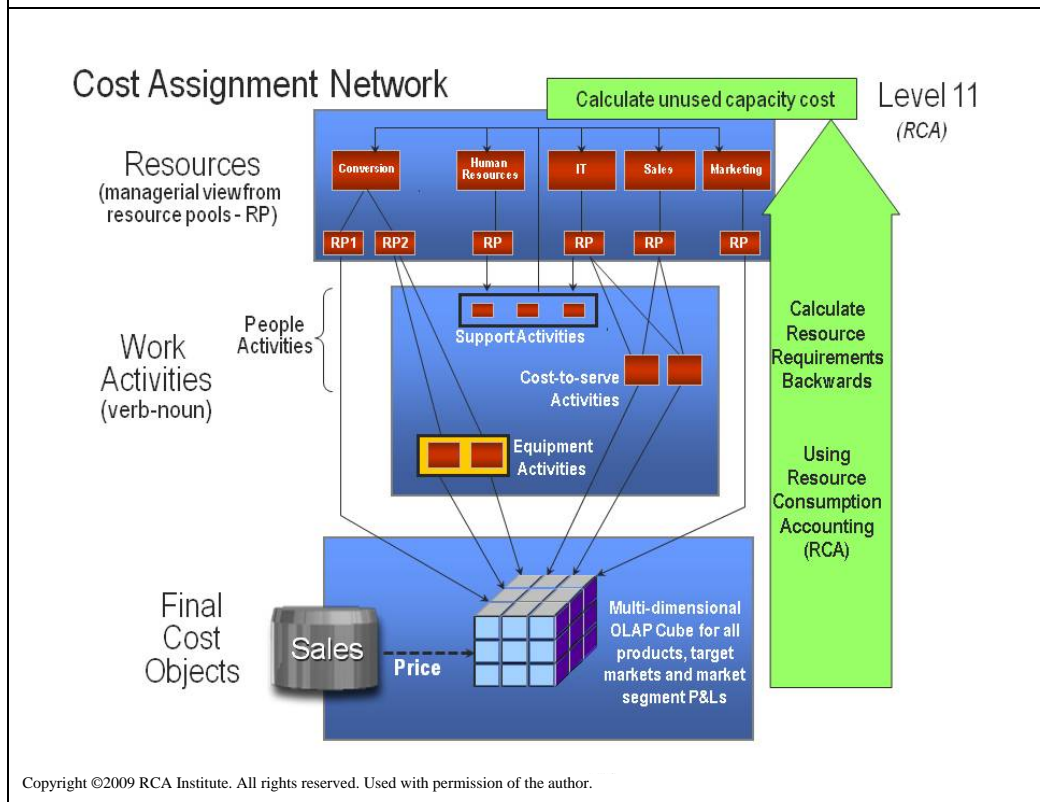 Cost Assignment Network
Calculate unused capacity cost
Level 11
(RCA)
Resources
(managerial view from
resource pools - RP)
Conversion
Human
Resources
IT
Sales
Marketing
RP1
RP2
RP
RP
RP
RP
People
Activities
Work
Activities
(verb-noun)
Support Activities
Cost-to-serve
Activities
Equipment
Activities
Calculate
Resource
Requirements
Backwards
Using
Resource
Consumption
Accounting
(RCA)
Final
Cost
Objects
Sales
Price
Multi-dimensional
OLAP Cube for all
products, target
markets and market
segment P&Ls
Copyright ©2009 RCA Institute. All rights reserved. Used with permission of the author.